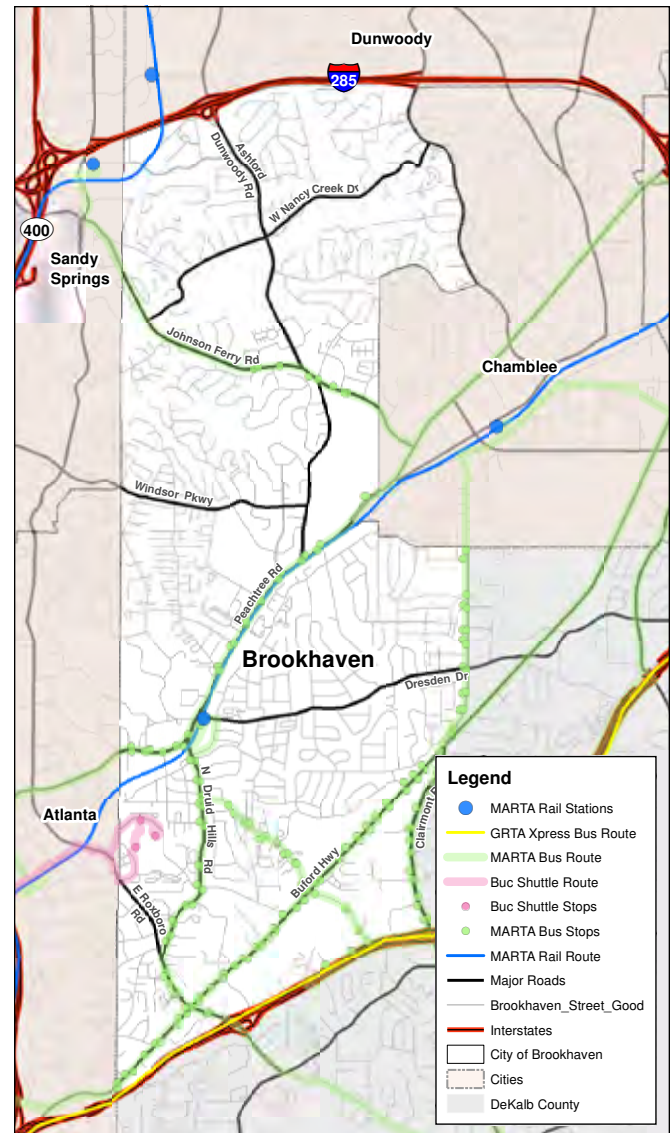 Dunwoody
285
Ashford
Dunwoody Rd
W Nancy Creek Dr
400
Sandy
Springs
Johnson Ferry Rd
Chamblee
Windsor Pkwy
Peachtree Rd
Brookhaven
Dresden Dr
Atlanta
N Druid Hills Rd
Buford Hwy
Clairmont
E Roxboro
Rd
Legend
MARTA Rail Stations
GRTA Xpress Bus Route
MARTA Bus Route
Buc Shuttle Route
Buc Shuttle Stops
MARTA Bus Stops
MARTA Rail Route
Major Roads
Brookhaven_Street_Good
Interstates
City of Brookhaven
Cities
DeKalb County